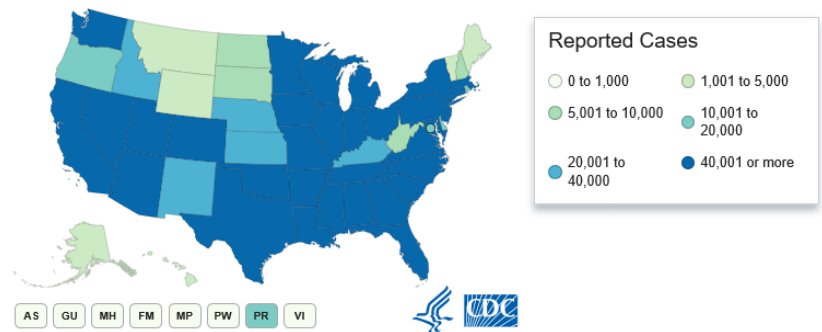 Reported Cases
0 to 1,000
1,001 to 5,000
5,001 to 10,000
10,001 to
20,000
20,001 to
40,000
40,001 or more
AS GU MH FM MP PW PR VI
CDC